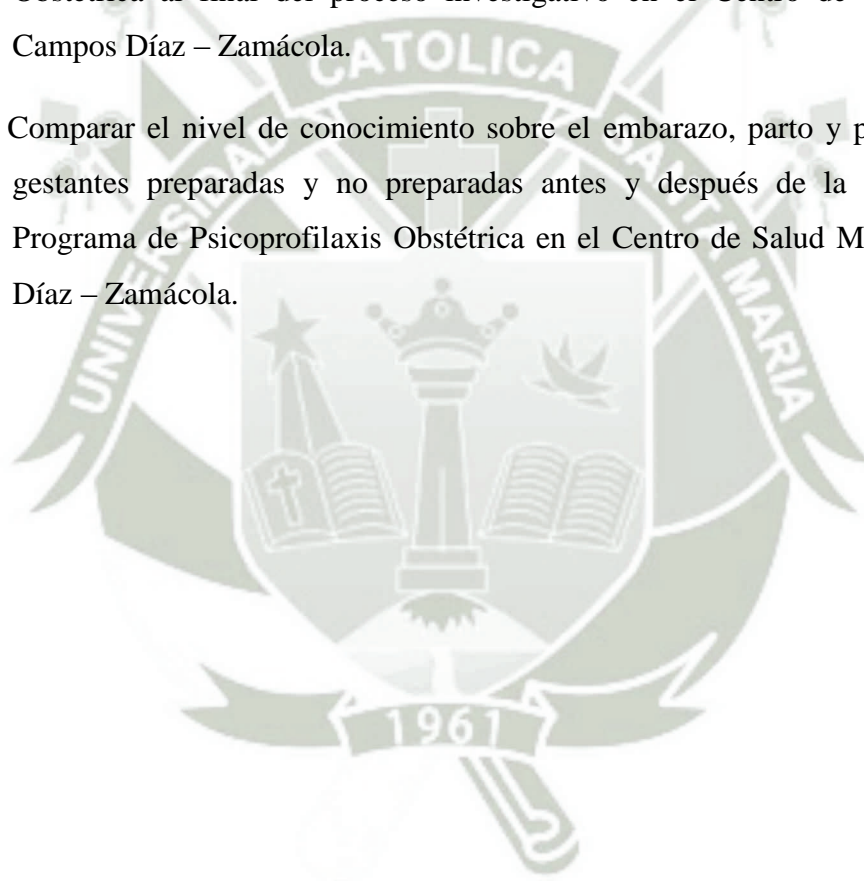 Obstétrica al final del proceso investigativo en el Centro de
Campos Díaz – Zamácola.
Comparar el nivel de conocimiento sobre el embarazo, parto y p
gestantes preparadas y no preparadas antes y después de la
Programa de Psicoprofilaxis Obstétrica en el Centro de Salud M
Díaz – Zamácola.
UNIVERSIDAD CATOLICA SANTA MARIA
1961